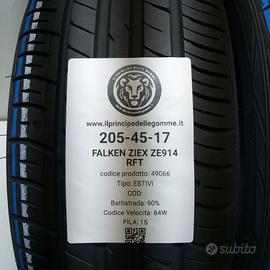 www.ilprincipedellegomme.it
205-45-17
FALKEN ZIEX ZE914
RFT
codice prodotto: 49066
Tipo: ESTIVI
COD:
Battistrada: 90%
Codice Velocità: 84W
FILA: 15
subito